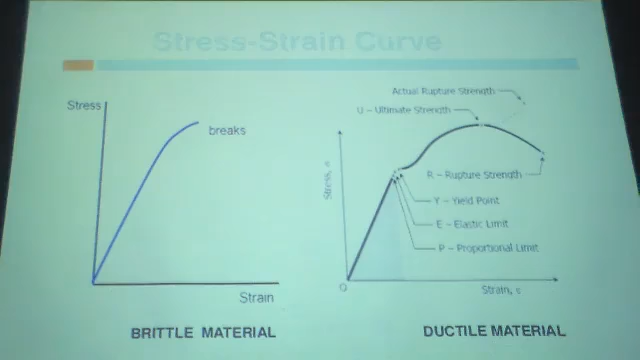 Stress-Strain Curve
Stress
breaks
Strain
BRITTLE MATERIAL
Actual Rupture Strength
U – Ultimate Strength
R – Rupture Strength
Y – Yield Point
E – Elastic Limit
P – Proportional Limit
Stress, σ
O
Strain, ε
DUCTILE MATERIAL